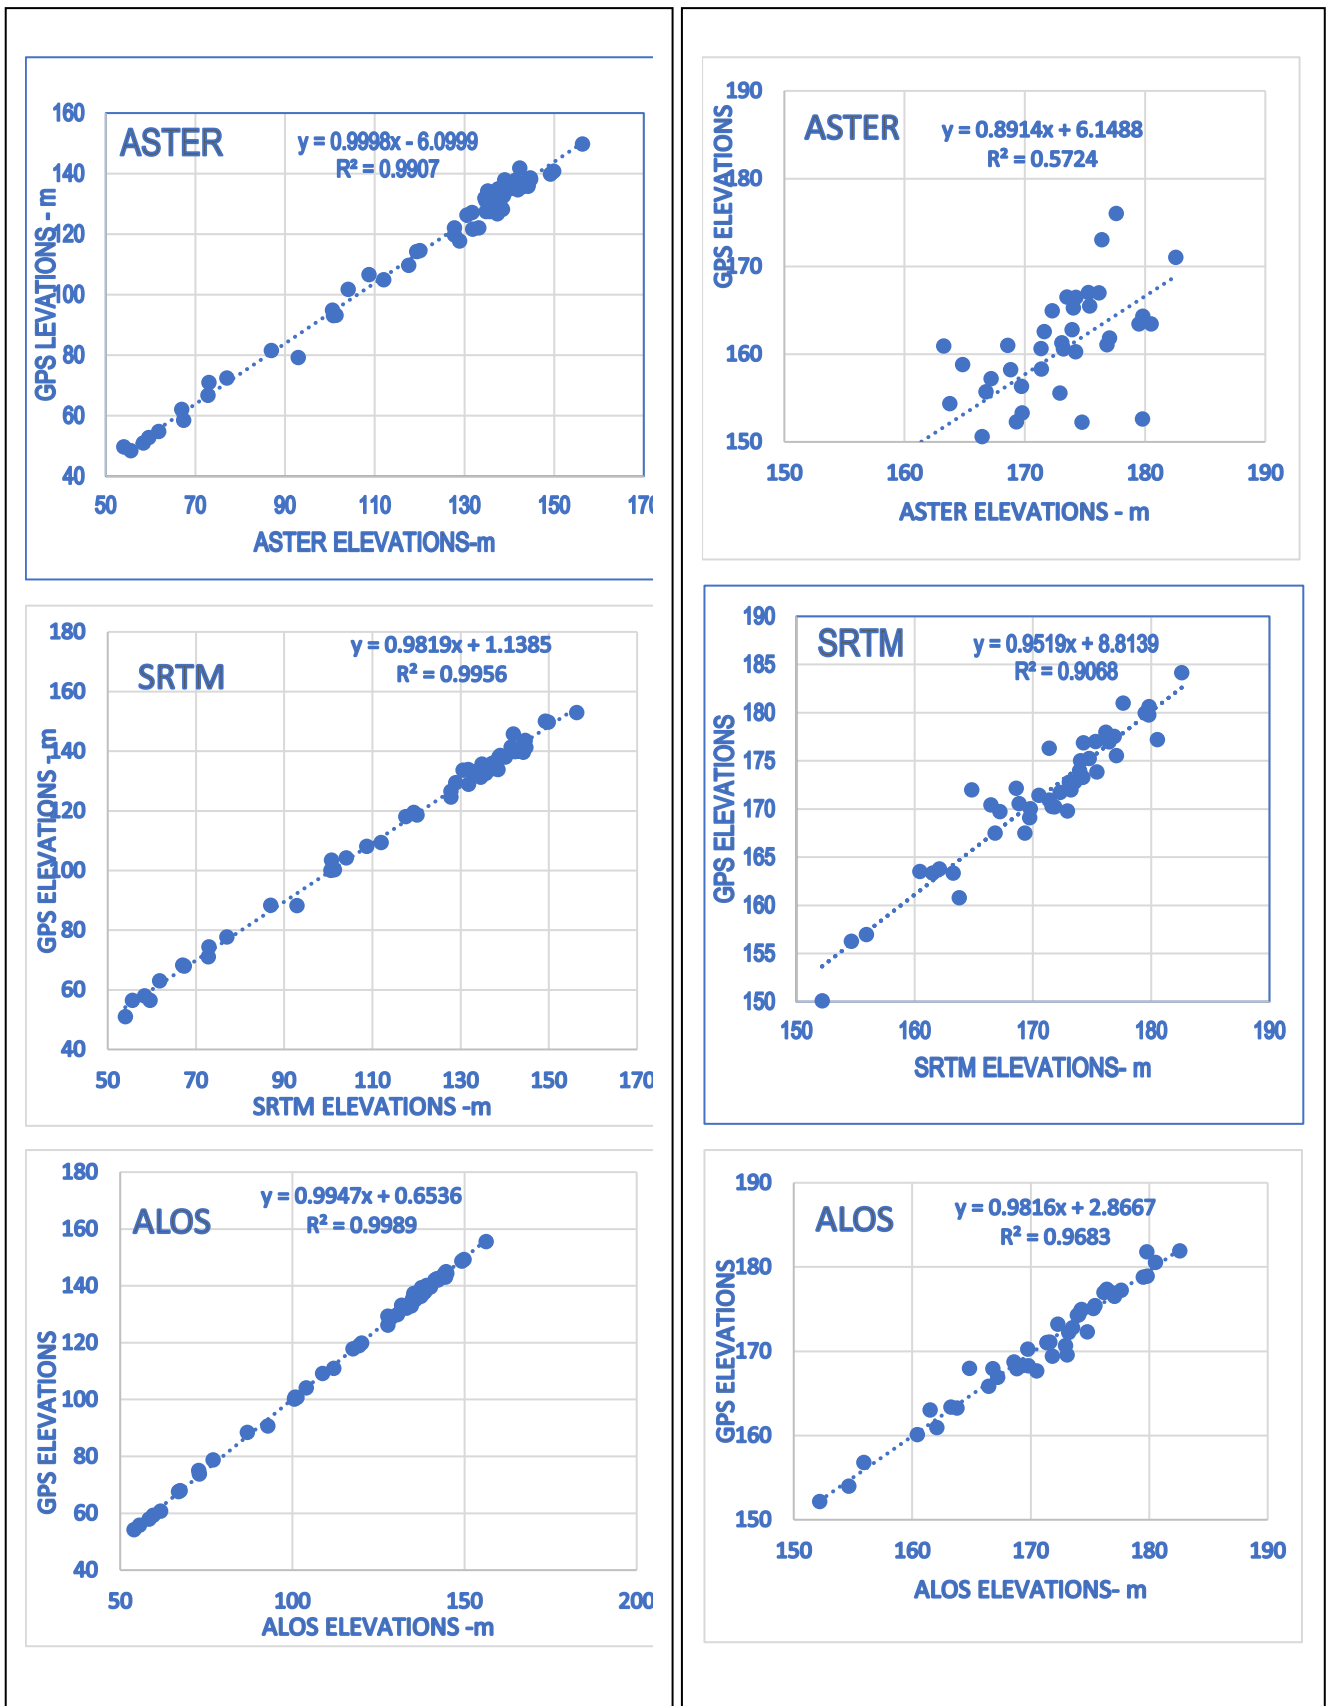 160
ASTER
y = 0.9998x - 6.0999
R² = 0.9907
140
120
100
80
60
40
GPS LEVATIONS - m
50 70 90 110 130 150 170
ASTER ELEVATIONS-m
190
ASTER
y = 0.8914x + 6.1488
R² = 0.5724
180
170
160
150
GPS ELEVATIONS
150 160 170 180 190
ASTER ELEVATIONS - m
180
SRTM
y = 0.9819x + 1.1385
R² = 0.9956
160
140
120
100
80
60
40
GPS ELEVATIONS -m
50 70 90 110 130 150 170
SRTM ELEVATIONS -m
190
SRTM
y = 0.9519x + 8.8139
R² = 0.9068
185
180
175
170
165
160
155
150
GPS ELEVATIONS
150 160 170 180 190
SRTM ELEVATIONS- m
180
ALOS
y = 0.9947x + 0.6536
R² = 0.9989
160
140
120
100
80
60
40
GPS ELEVATIONS
50 100 150 200
ALOS ELEVATIONS -m
190
ALOS
y = 0.9816x + 2.8667
R² = 0.9683
180
170
160
150
GPS ELEVATIONS
150 160 170 180 190
ALOS ELEVATIONS- m